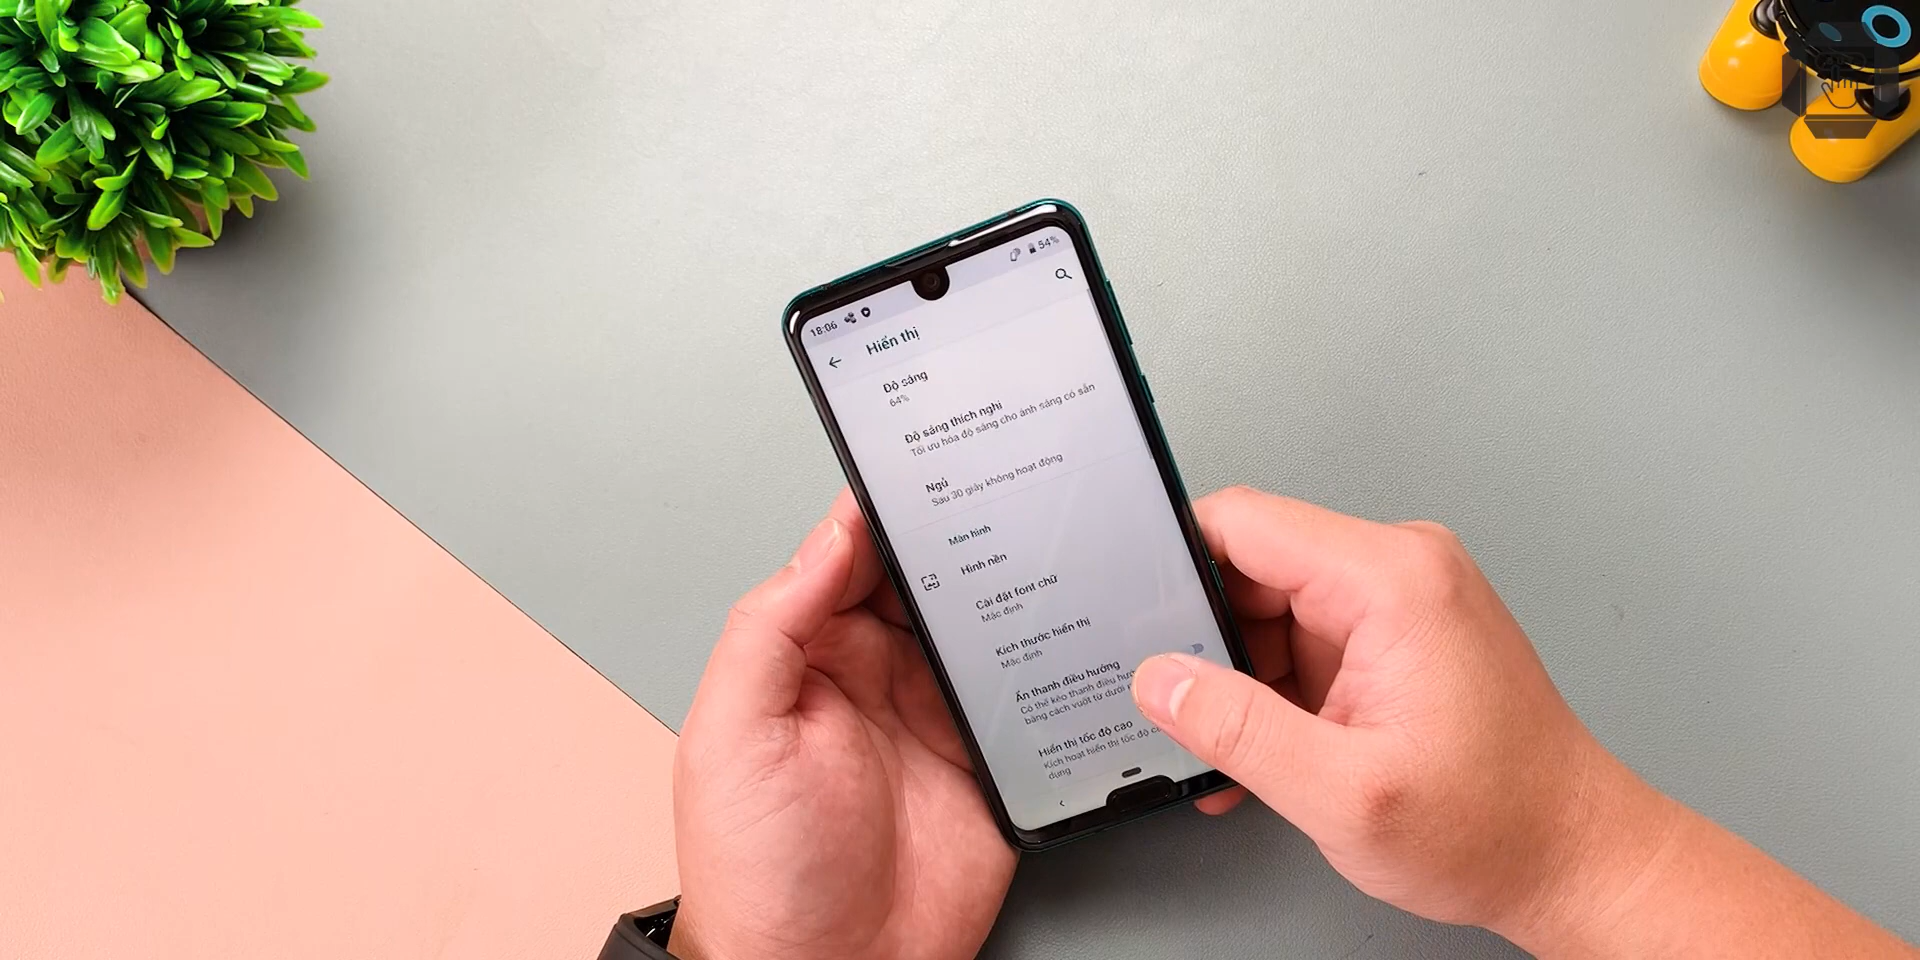 18:06
54%
Hiển thị
Độ sáng
64%
Độ sáng thích nghi
Tối ưu hóa độ sáng cho ánh sáng có sẵn
Ngủ
Sau 30 giây không hoạt động
Màn hình
Hình nền
Cài đặt font chữ
Mặc định
Kích thước hiển thị
Mặc định
Ẩn thanh điều hướng
Có thể kéo thanh điều
bằng cách vuốt từ dưới
Hiển thị tốc độ cao
Kích hoạt hiển thị tốc độ
dụng